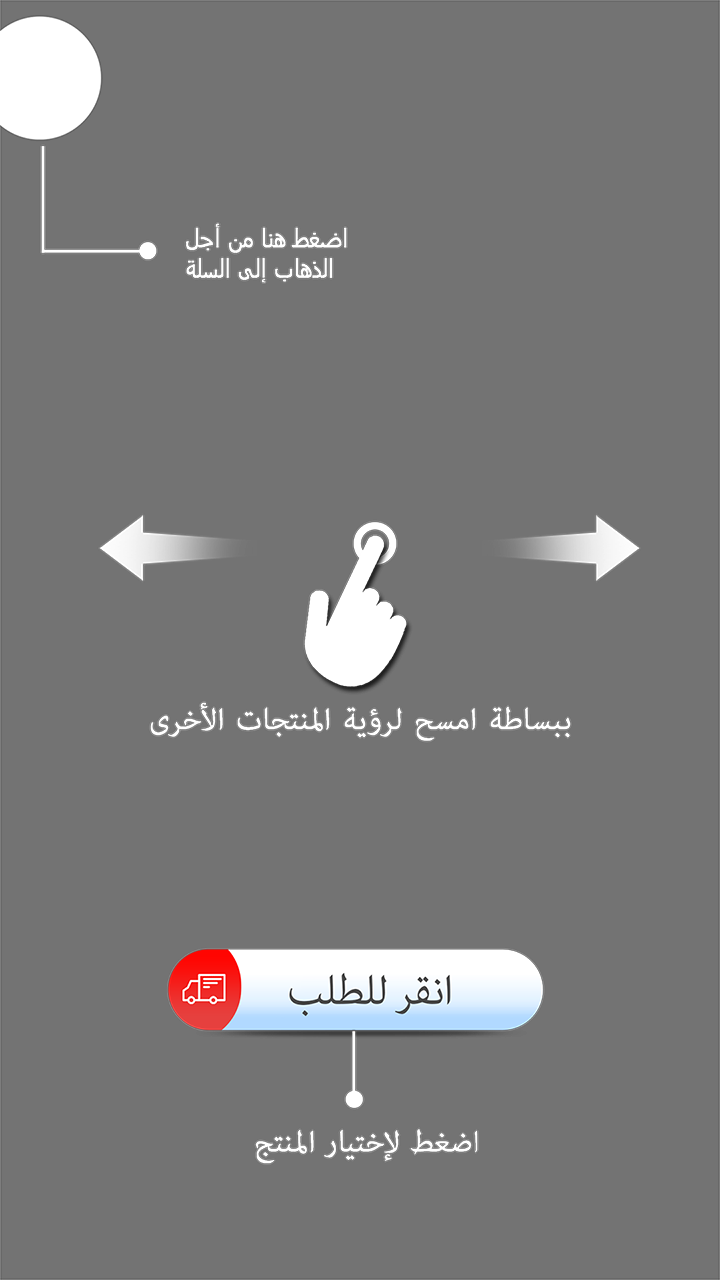 اضغط هنا من أجل
الذهاب إلى السلة
ببساطة امسح لرؤية المنتجات الأخرى
انقر للطلب
اضغط لإختيار المنتج